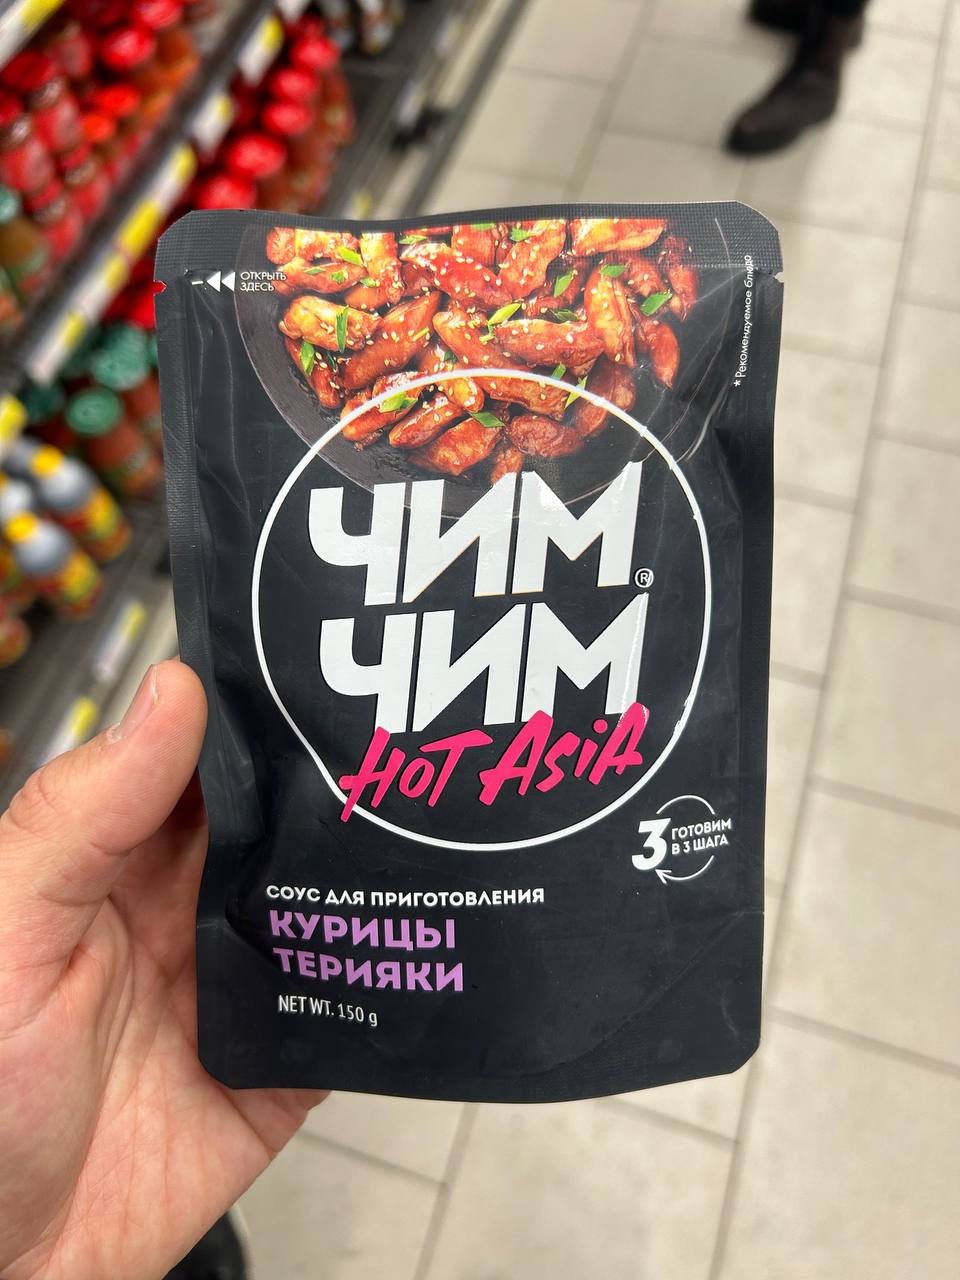 ОТКРЫТЬ
ЗДЕСЬ
*Рекомендуемое блюдо
ЧИМ
ЧИМ®
HOT ASiA
3 ГОТОВИМ
В 3 ШАГА
СОУС ДЛЯ ПРИГОТОВЛЕНИЯ
КУРИЦЫ
ТЕРИЯКИ
NET WT. 150 g